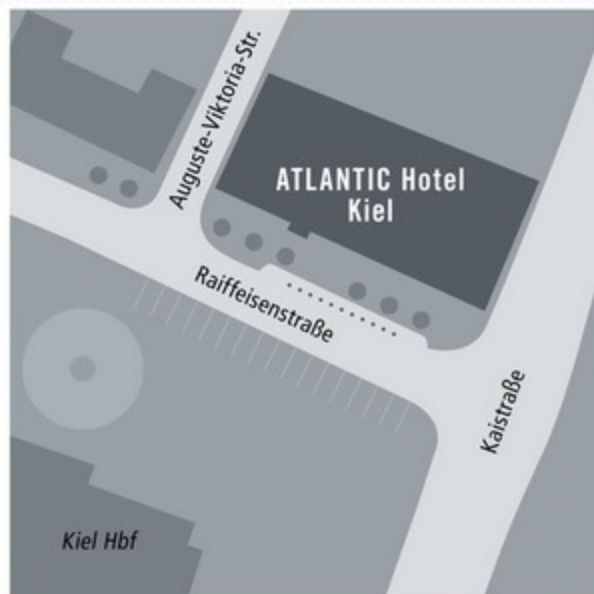 Auguste-Viktoria-Str.
ATLANTIC Hotel
Kiel
Raiffeisenstraße
Kaistraße
Kiel Hbf